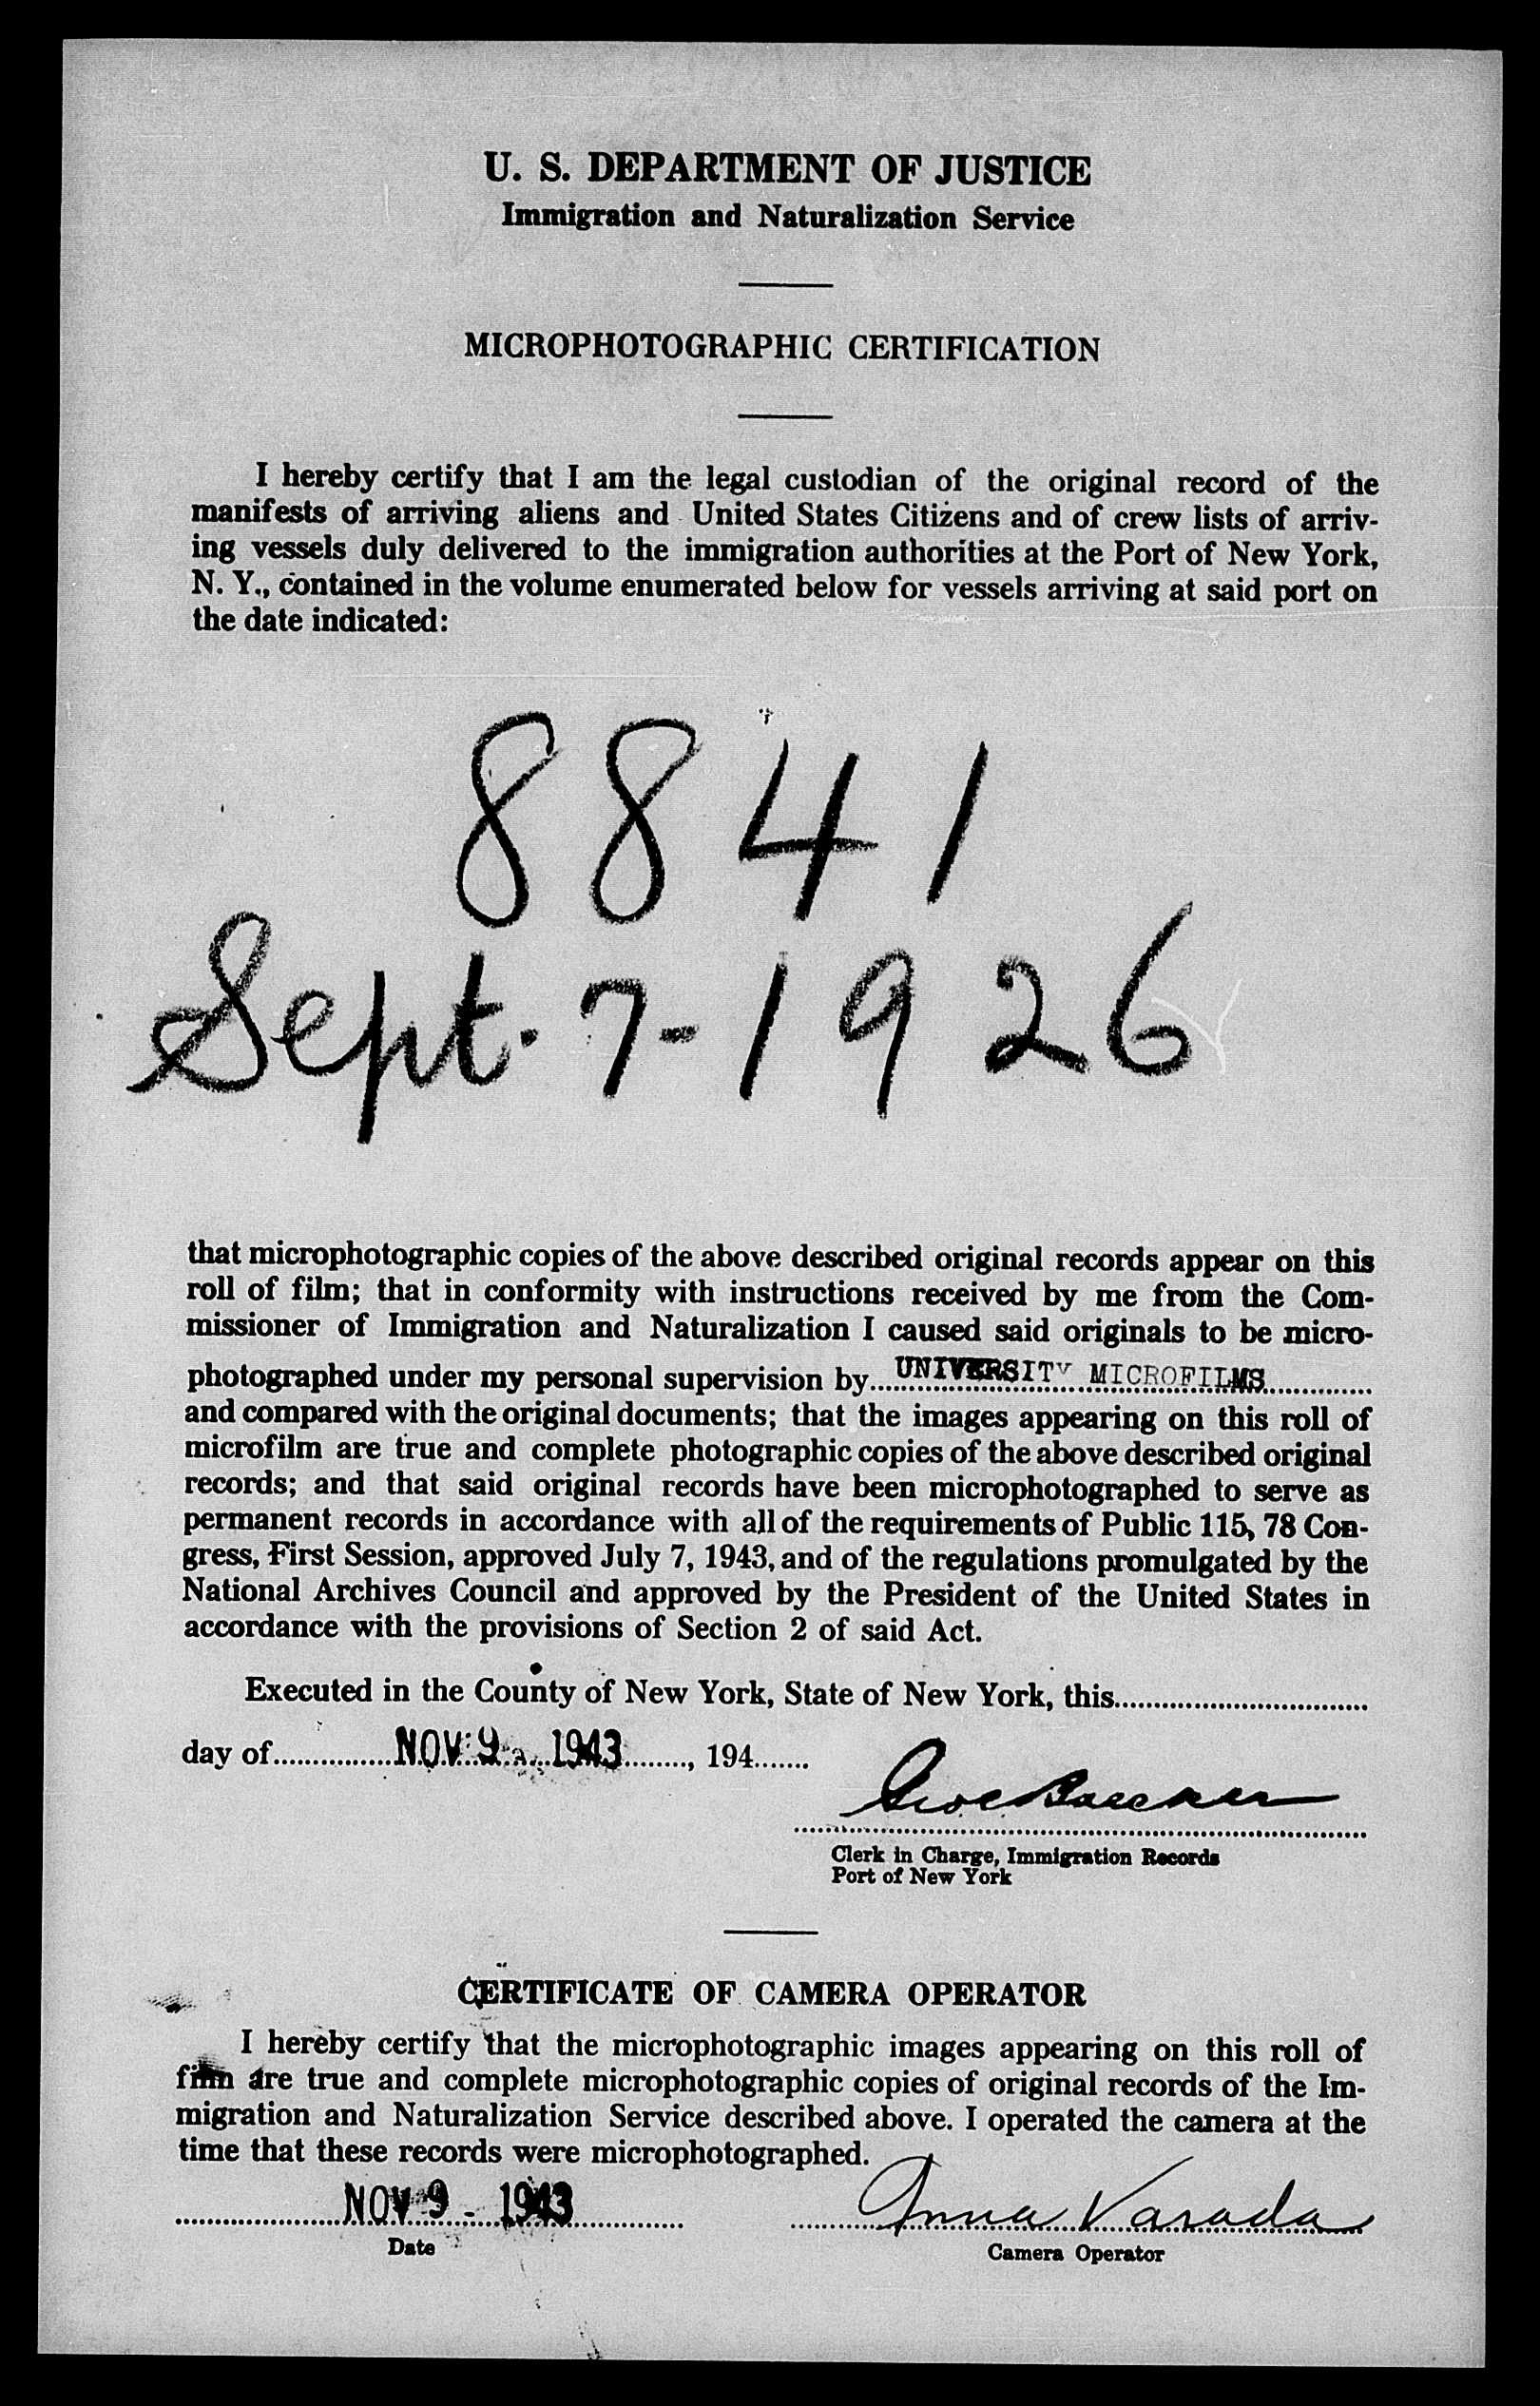 U. S. DEPARTMENT OF JUSTICE
Immigration and Naturalization Service
MICROPHOTOGRAPHIC CERTIFICATION
I hereby certify that I am the legal custodian of the original record of the
manifests of arriving aliens and United States Citizens and of crew lists of arriv-
ing vessels duly delivered to the immigration authorities at the Port of New York,
N. Y., contained in the volume enumerated below for vessels arriving at said port on
the date indicated:
8841
Sept. 7-1926
that microphotographic copies of the above described original records appear on this
roll of film; that in conformity with instructions received by me from the Com-
missioner of Immigration and Naturalization I caused said originals to be micro-
photographed under my personal supervision by UNIVERSITY MICROFILMS
and compared with the original documents; that the images appearing on this roll of
microfilm are true and complete photographic copies of the above described original
records; and that said original records have been microphotographed to serve as
permanent records in accordance with all of the requirements of Public 115, 78 Con-
gress, First Session, approved July 7, 1943, and of the regulations promulgated by the
National Archives Council and approved by the President of the United States in
accordance with the provisions of Section 2 of said Act.
Executed in the County of New York, State of New York, this
day of NOV 9 - 1943, 194
Clerk in Charge, Immigration Records
Port of New York
CERTIFICATE OF CAMERA OPERATOR
I hereby certify that the microphotographic images appearing on this roll of
film are true and complete microphotographic copies of original records of the Im-
migration and Naturalization Service described above. I operated the camera at the
time that these records were microphotographed.
NOV 9 - 1943 Anna Varada
Date
Camera Operator